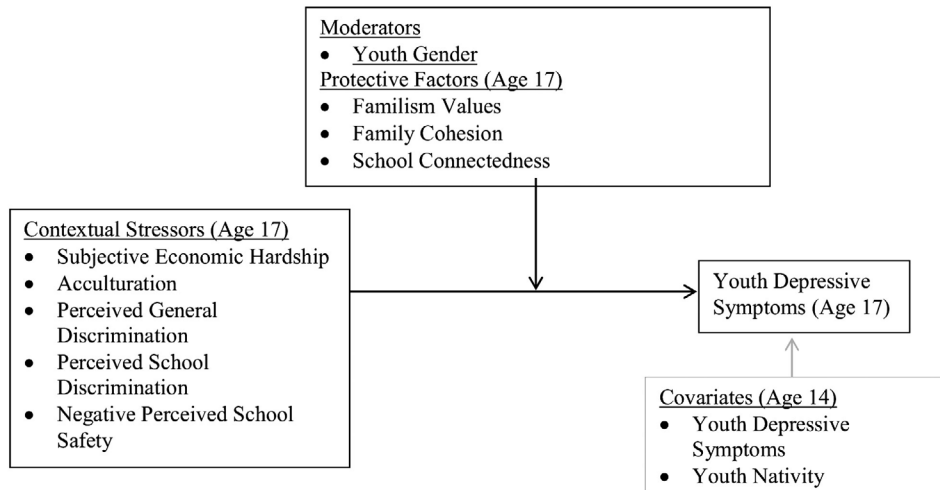 Moderators
• Youth Gender
Protective Factors (Age 17)
• Familism Values
• Family Cohesion
• School Connectedness
Contextual Stressors (Age 17)
• Subjective Economic Hardship
• Acculturation
• Perceived General
Discrimination
• Perceived School
Discrimination
• Negative Perceived School
Safety
Youth Depressive
Symptoms (Age 17)
Covariates (Age 14)
• Youth Depressive
Symptoms
• Youth Nativity